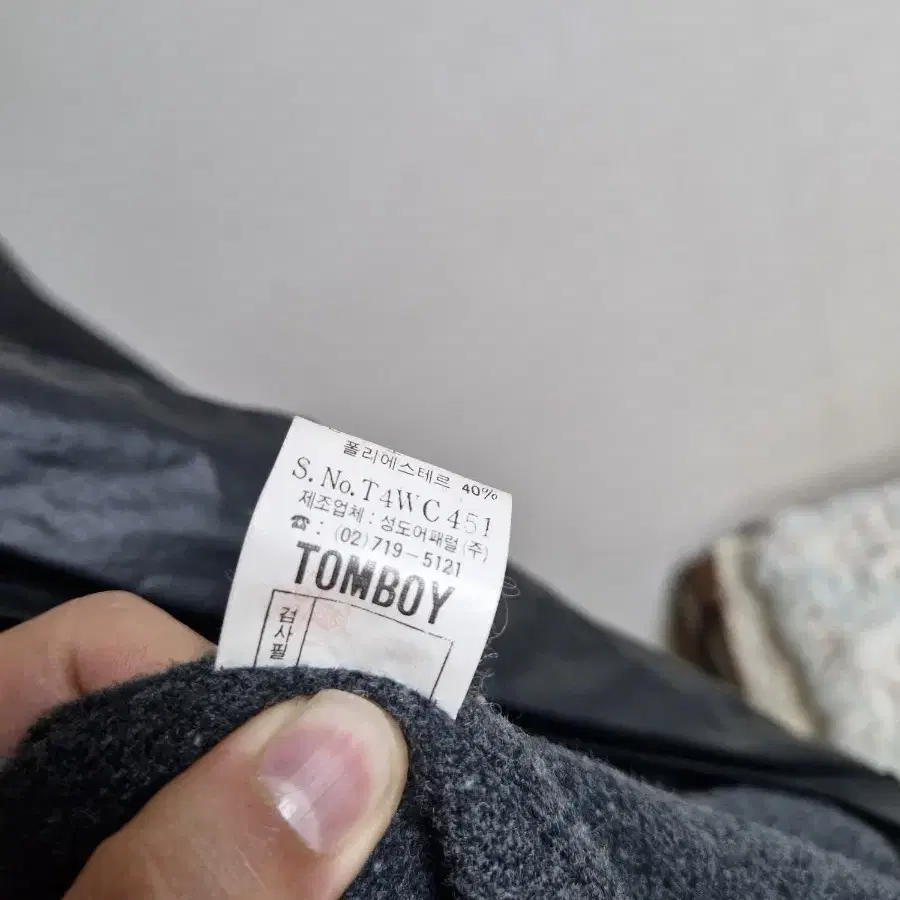 폴리에스테르 40%
S.No. T4WC451
제조업체 : 성도어패럴(주)
☎ : (02)719-5121
TOMBOY
검사필